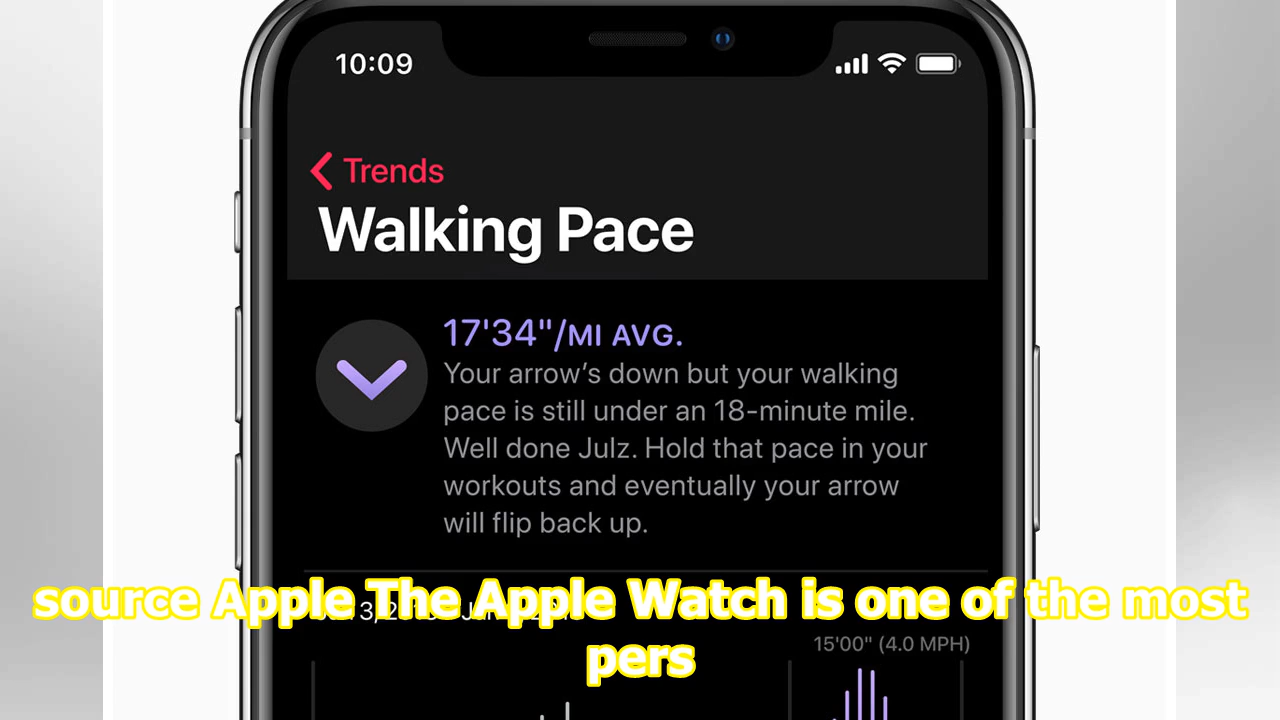 10:09
Trends
Walking Pace
17'34"/MI AVG.
Your arrow's down but your walking
pace is still under an 18-minute mile.
Well done Julz. Hold that pace in your
workouts and eventually your arrow
will flip back up.
source Apple The Apple Watch is one of the most
pers
15'00" (4.0 MPH)